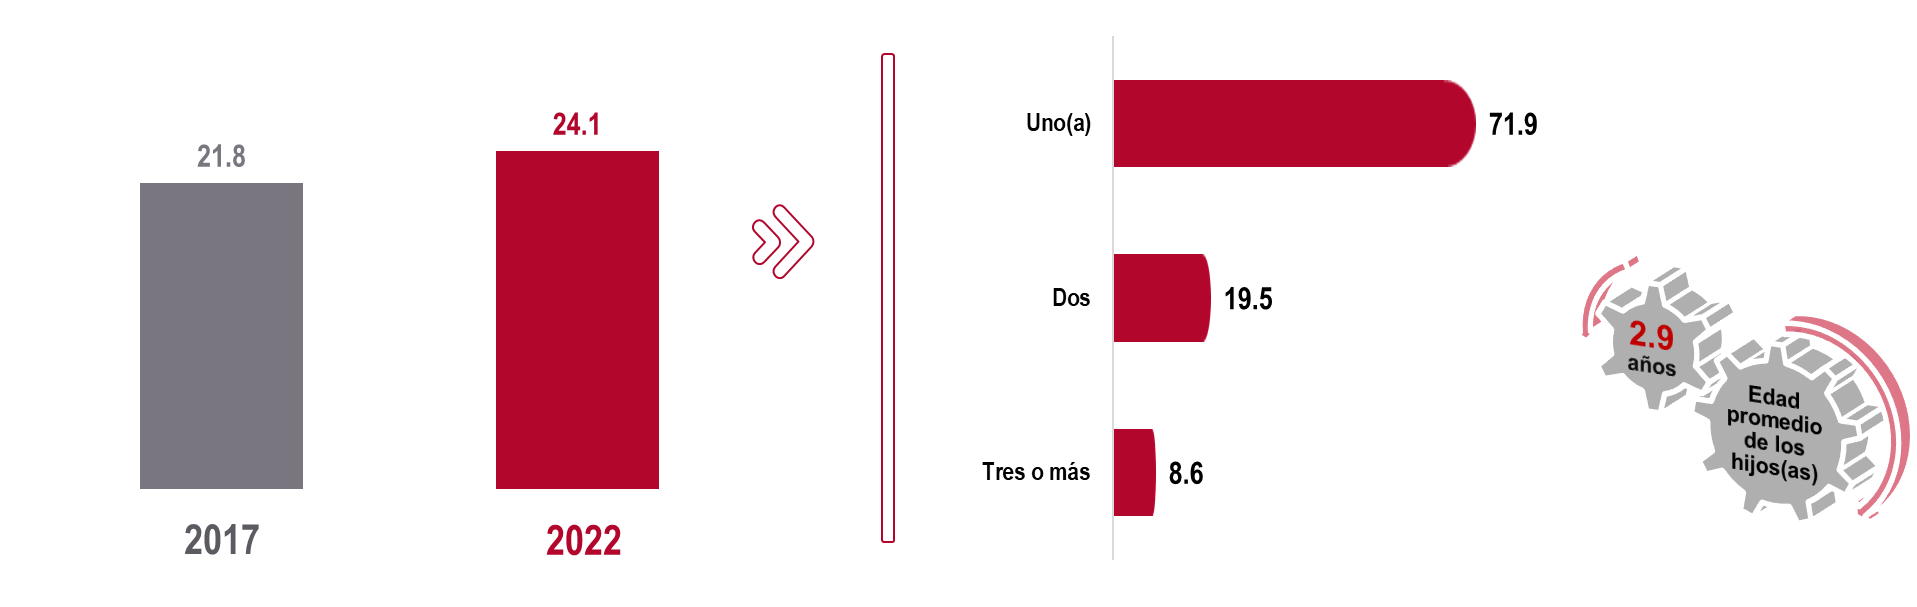 21.8
24.1
2017
2022
Uno(a)
71.9
Dos
19.5
Tres o más
8.6
2.9
años
Edad
promedio
de los
hijos(as)